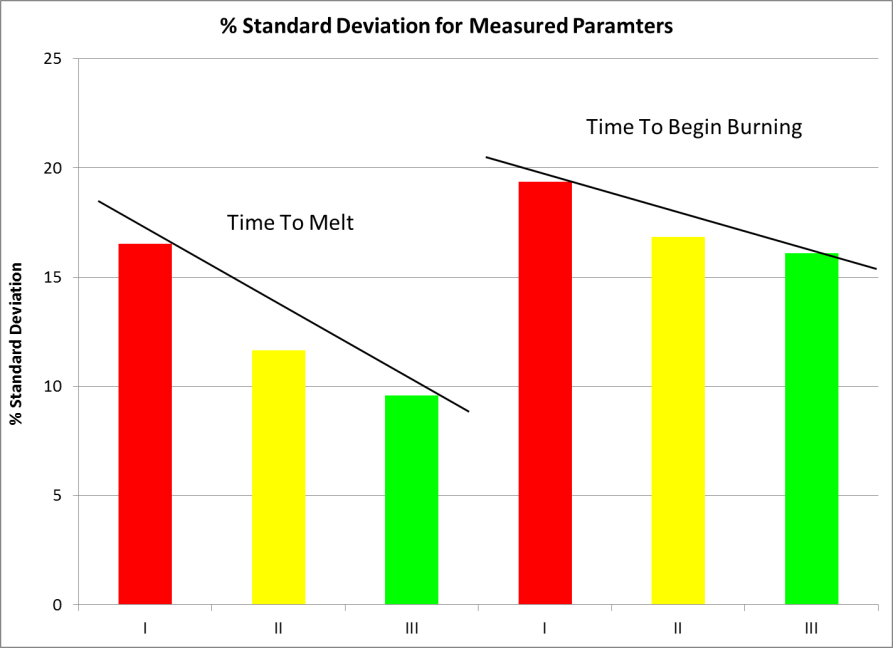 % Standard Deviation for Measured Paramters
25
Time To Begin Burning
20
Time To Melt
15
% Standard Deviation
10
5
0
I II III I II III